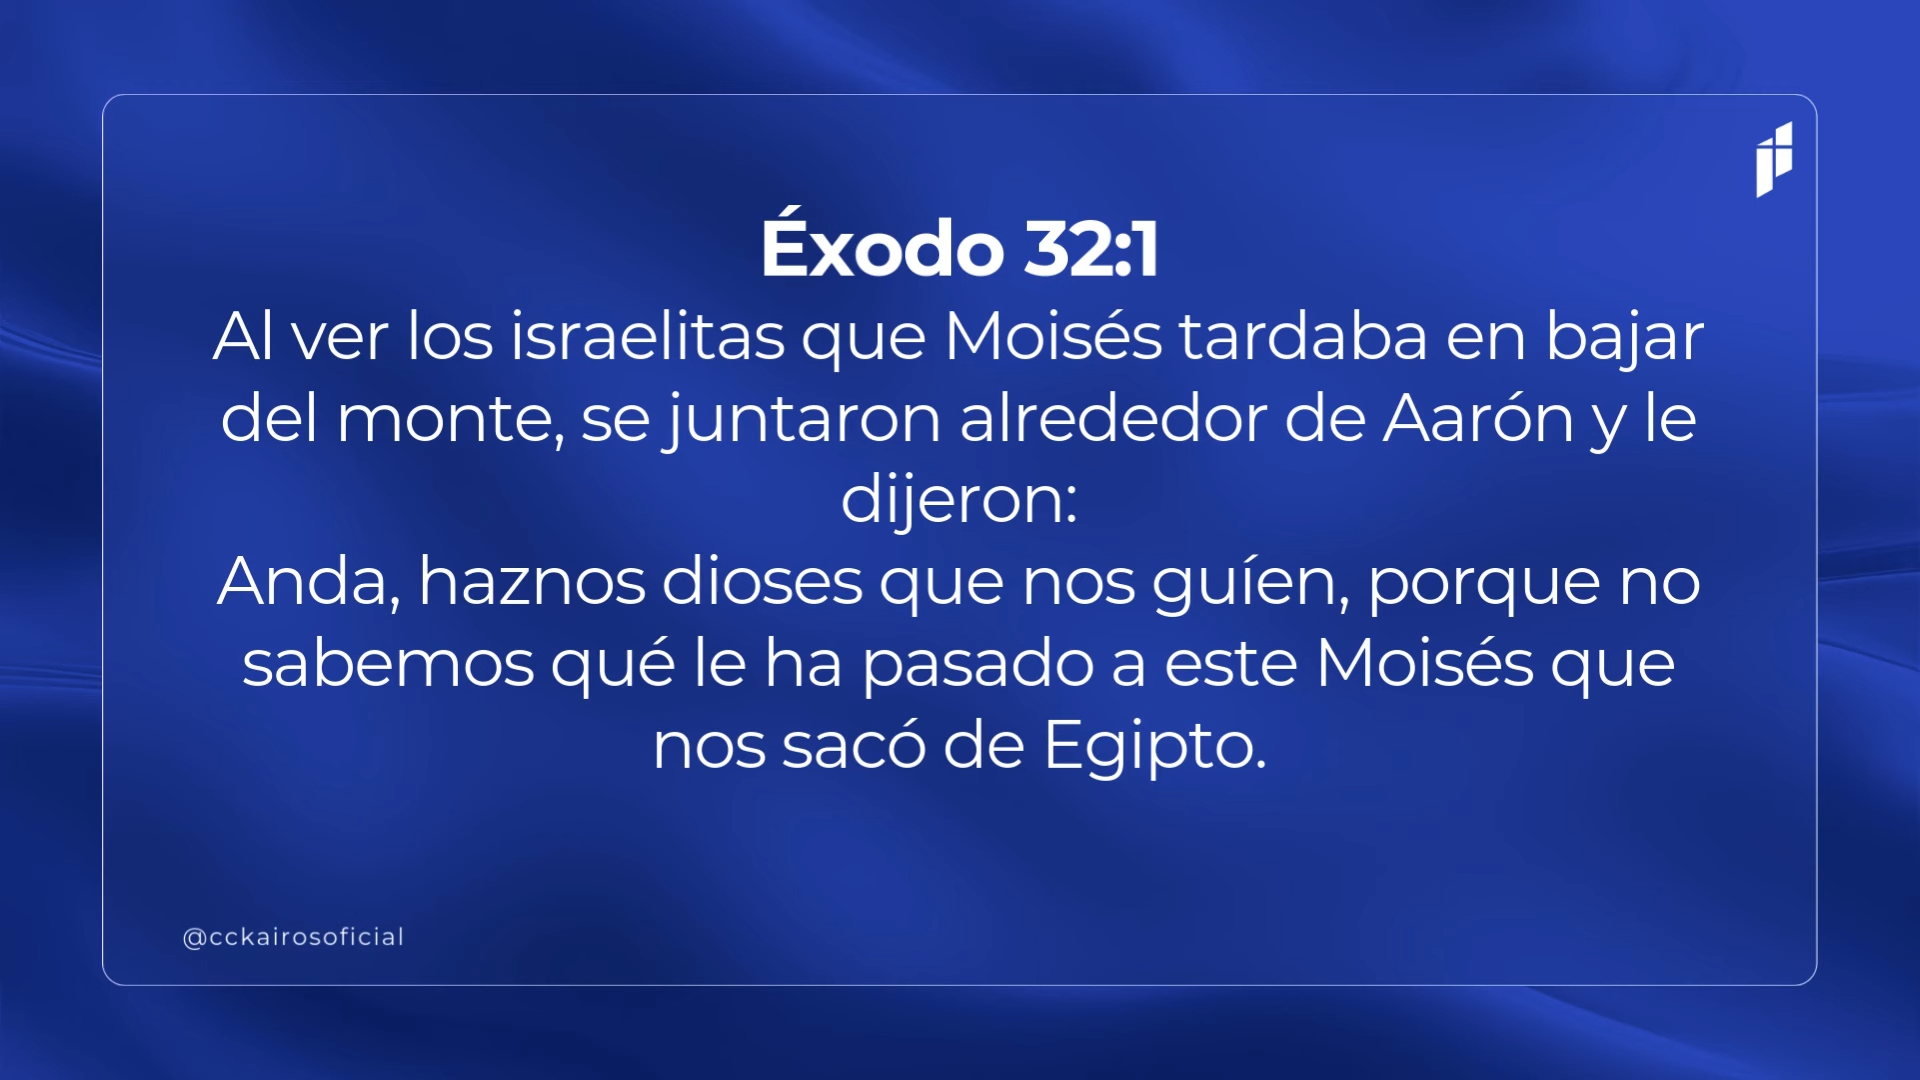 Éxodo 32:1
Al ver los israelitas que Moisés tardaba en bajar
del monte, se juntaron alrededor de Aarón y le
dijeron:
Anda, haznos dioses que nos guíen, porque no
sabemos qué le ha pasado a este Moisés que
nos sacó de Egipto.
@cckairosoficial